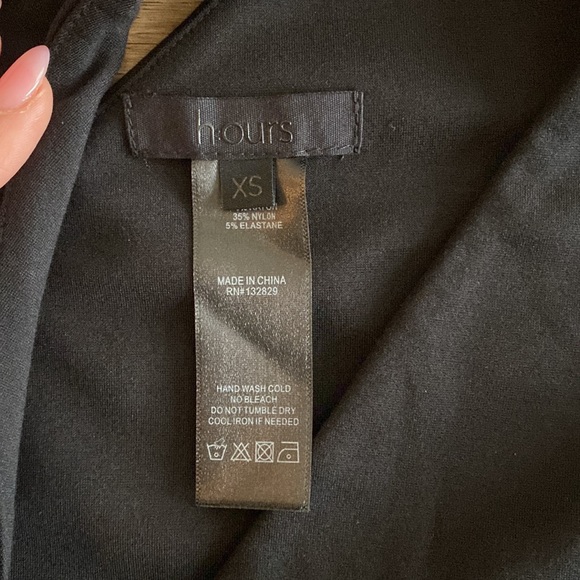 h:ours
XS
35% NYLON
5% ELASTANE
MADE IN CHINA
RN#132829
HAND WASH COLD
NO BLEACH
DO NOT TUMBLE DRY
COOL IRON IF NEEDED